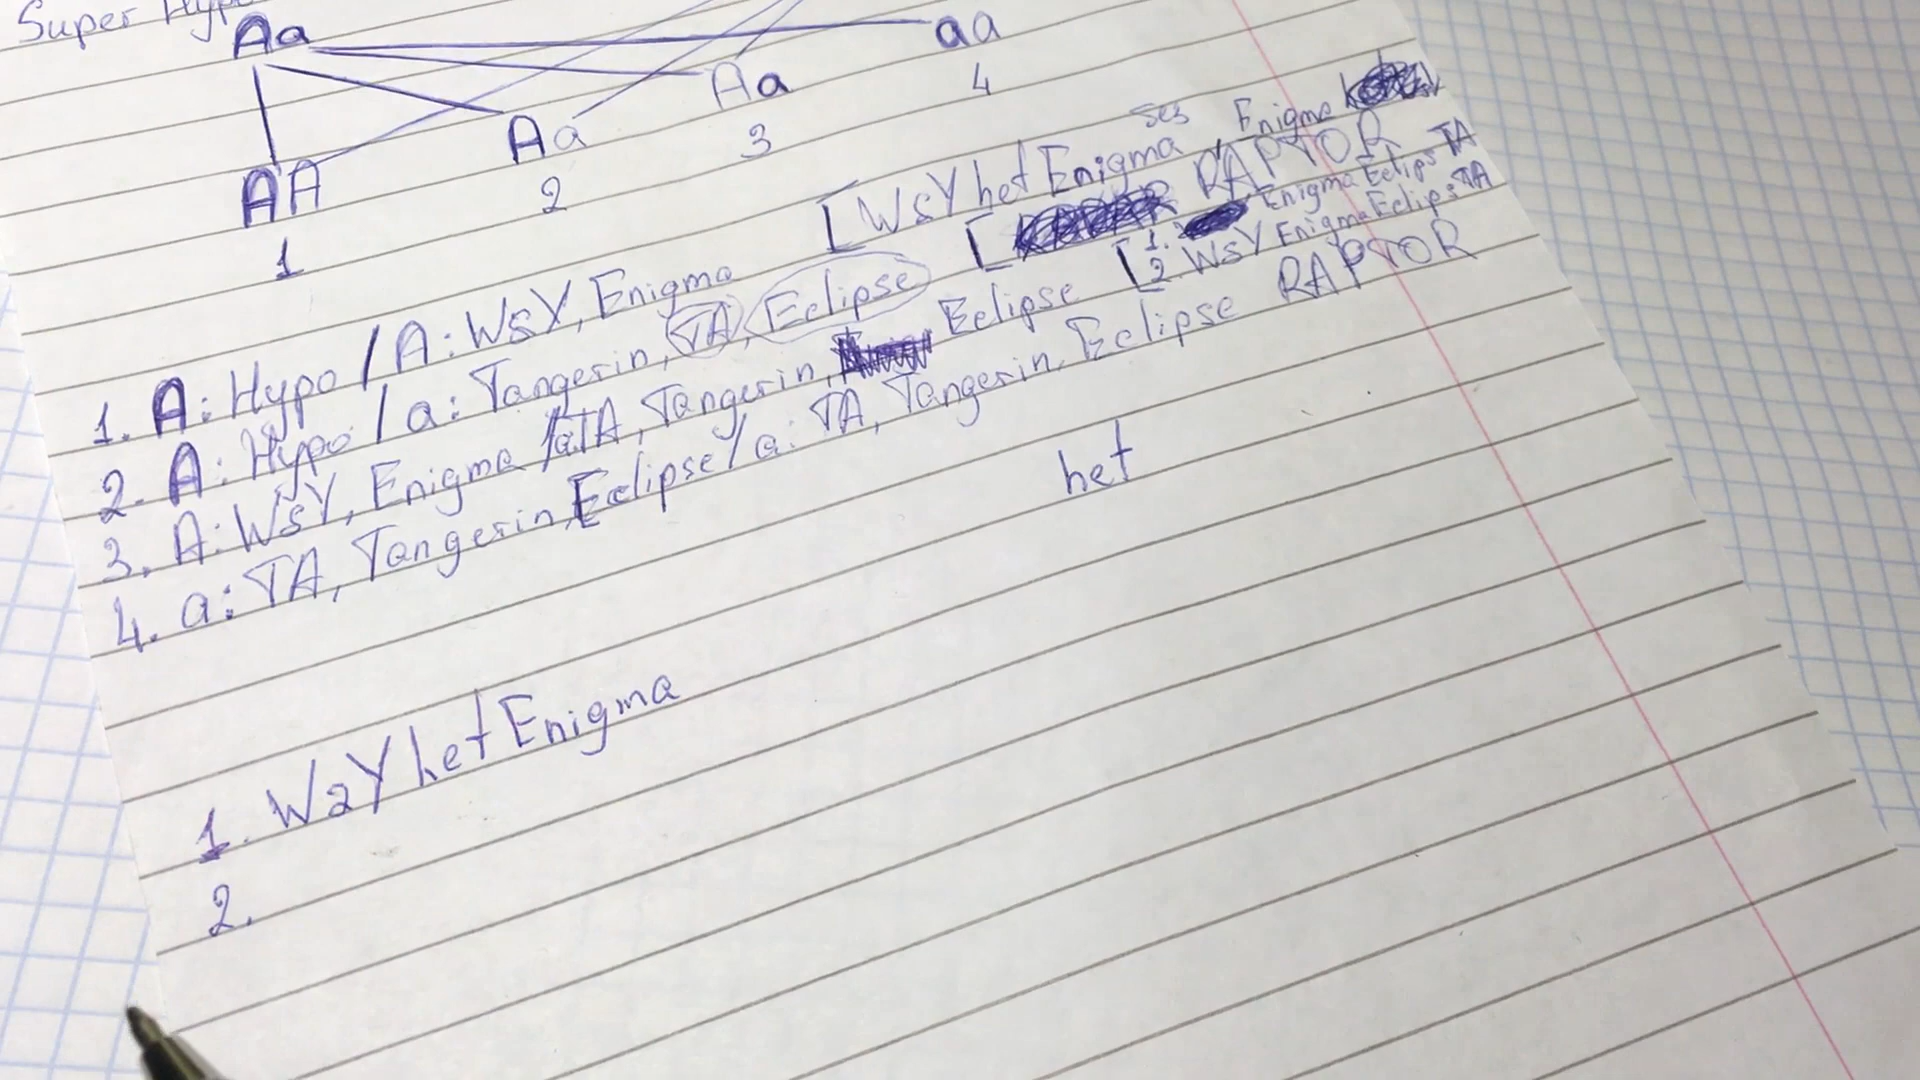 Super Hypo
Aa aa
Aa 4
Aa 3
AA 2
1
[WsY het Enigma ses, Enigma
[RAPTOR
[1. Enigma Eclips TA
2. WsY Enigma Eclips TA
1. A: Hypo / A: WsY, Enigma
2. A: Hypo / a: Tangerin, TA, Eclipse
3. A: WsY, Enigma /a TA, Tangerin, Eclipse
4. a: TA, Tangerin, Eclipse / a: TA, Tangerin, Eclipse RAPTOR
het
1. WaY het Enigma
2.